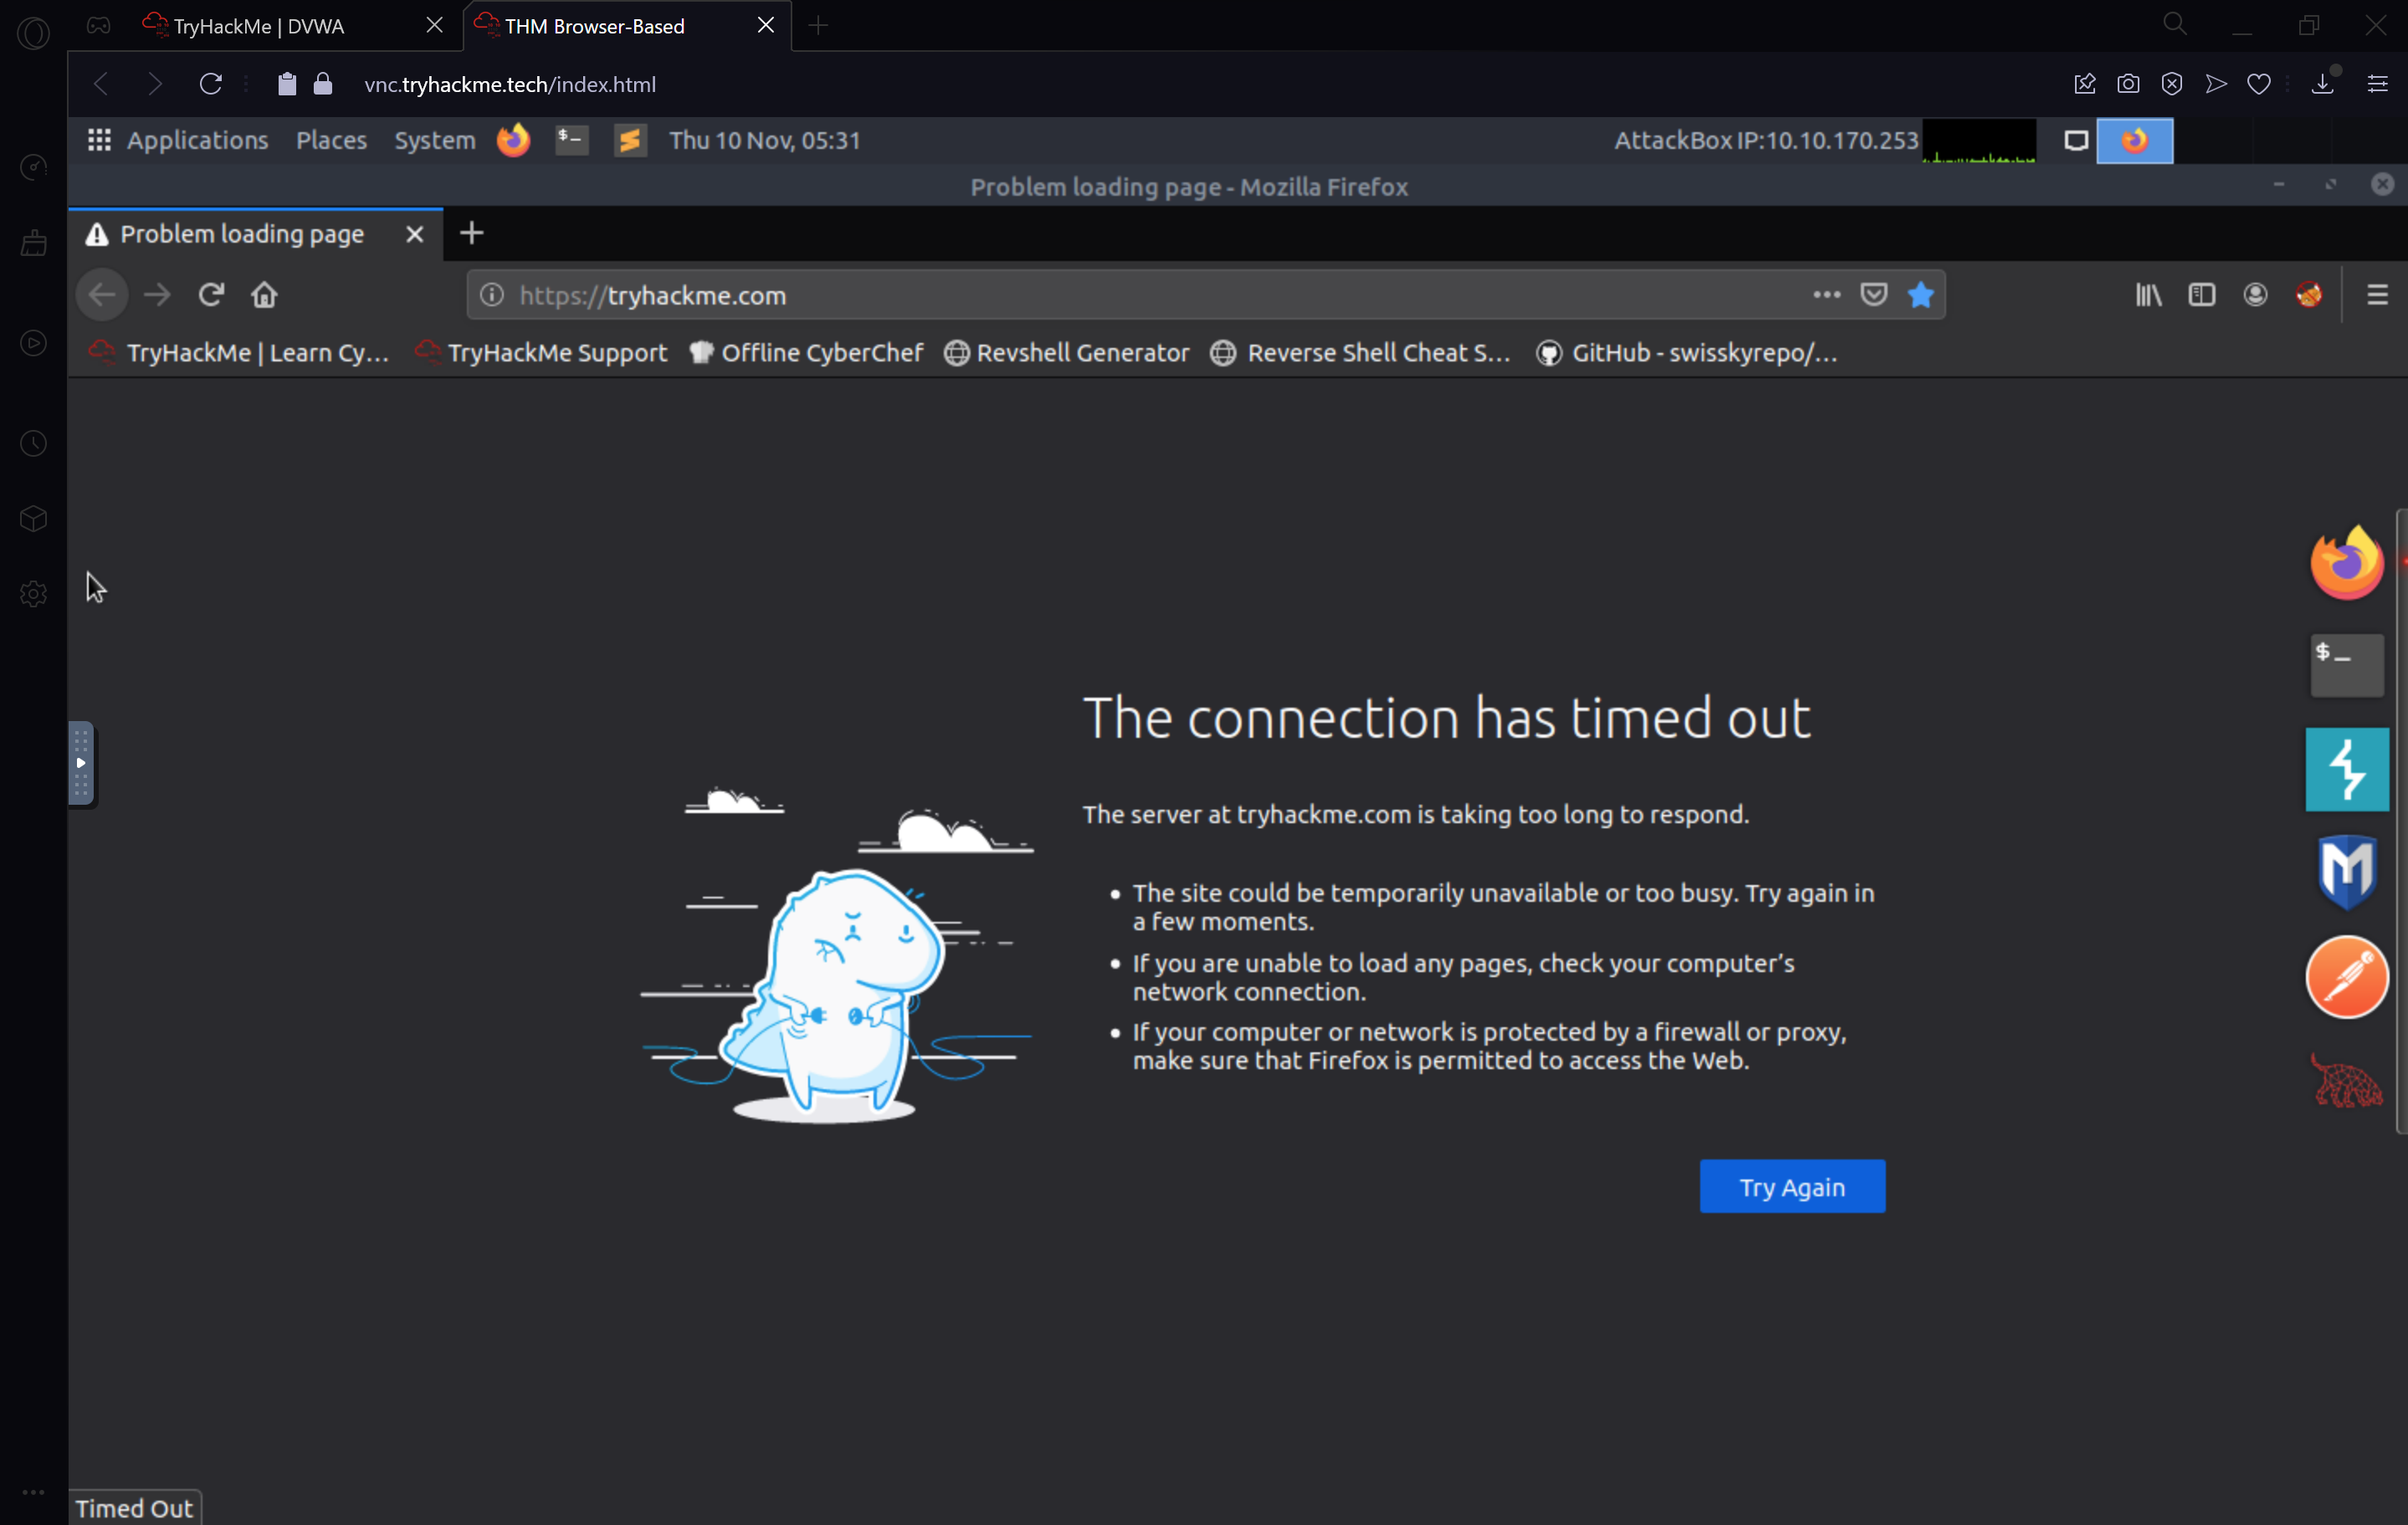 TryHackMe | DVWA
THM Browser-Based
vnc.tryhackme.tech/index.html
Applications Places System $_ Thu 10 Nov, 05:31 AttackBox IP:10.10.170.253
Problem loading page - Mozilla Firefox
Problem loading page
https://tryhackme.com
TryHackMe | Learn Cy... TryHackMe Support Offline CyberChef Revshell Generator Reverse Shell Cheat S... GitHub - swisskyrepo/...
$_
The connection has timed out
The server at tryhackme.com is taking too long to respond.
• The site could be temporarily unavailable or too busy. Try again in
a few moments.
• If you are unable to load any pages, check your computer’s
network connection.
• If your computer or network is protected by a firewall or proxy,
make sure that Firefox is permitted to access the Web.
Try Again
Timed Out